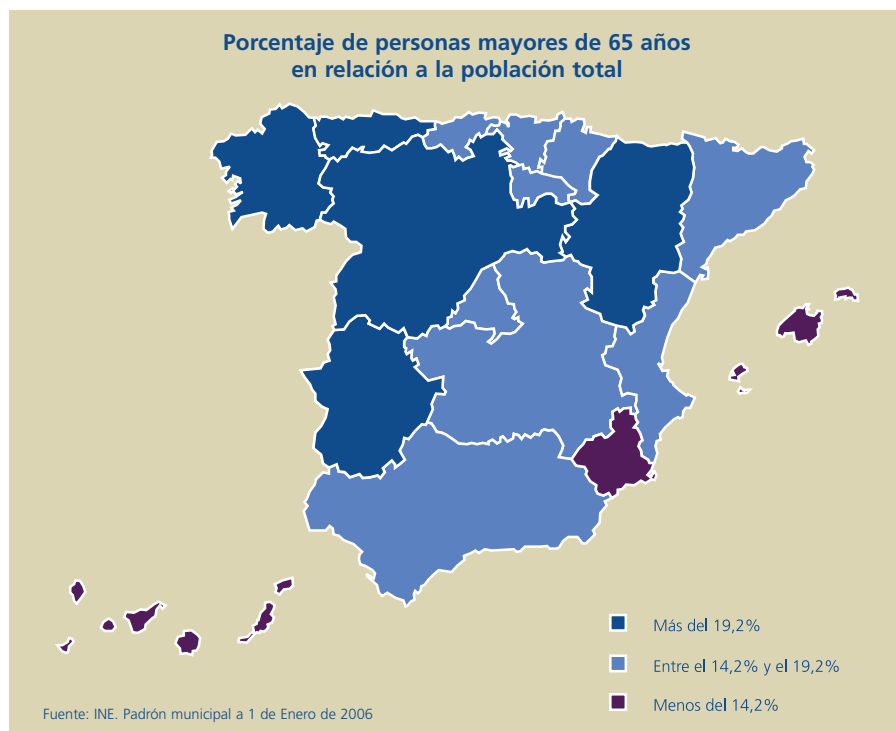 Porcentaje de personas mayores de 65 años
en relación a la población total
Más del 19,2%
Entre el 14,2% y el 19,2%
Menos del 14,2%
Fuente: INE. Padrón municipal a 1 de Enero de 2006